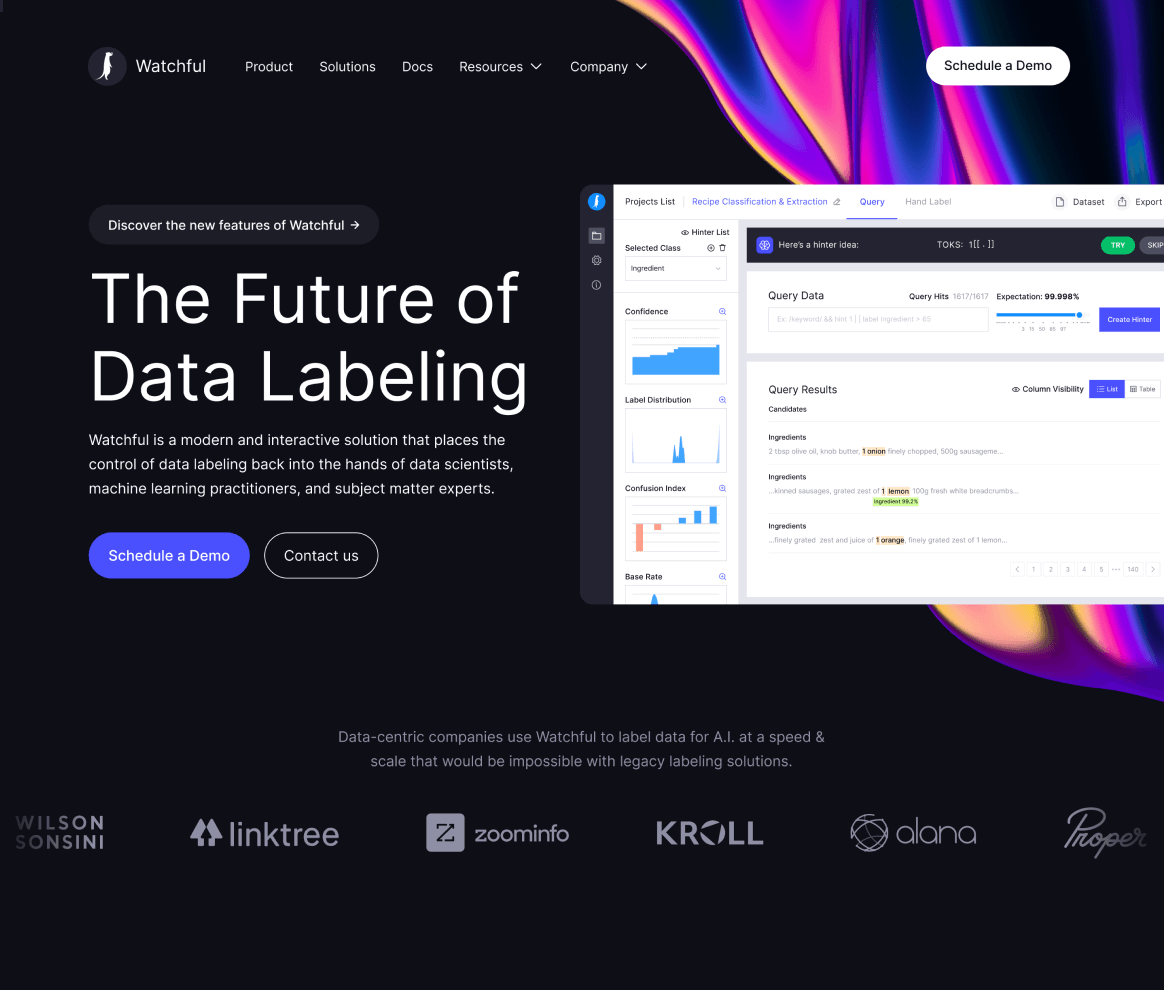 Watchful
Product Solutions Docs Resources Company
Schedule a Demo
Discover the new features of Watchful →
The Future of
Data Labeling
Watchful is a modern and interactive solution that places the
control of data labeling back into the hands of data scientists,
machine learning practitioners, and subject matter experts.
Schedule a Demo
Contact us
Projects List
Recipe Classification & Extraction
Query
Hand Label
Dataset
Export
Hinter List
Selected Class
Ingredient
Confidence
Label Distribution
Confusion Index
Base Rate
Here's a hinter idea:
TOKS: 1[[ . ]]
TRY
SKIP
Query Data
Query Hits 1617/1617
Expectation: 99.998%
Ex: /keyword/ && hint 1 | | label Ingredient > 65
Create Hinter
Query Results
Column Visibility
List
Table
Candidates
Ingredients
2 tbsp olive oil, knob butter, 1 onion finely chopped, 500g sausageme...
Ingredients
...kinned sausages, grated zest of 1 lemon 100g fresh white breadcrumbs...
Ingredient 99.2%
Ingredients
...finely grated zest and juice of 1 orange, finely grated zest of 1 lemon...
1 2 3 4 5 ••• 140
Data-centric companies use Watchful to label data for A.I. at a speed &
scale that would be impossible with legacy labeling solutions.
WILSON
SONSINI
linktree
zoominfo
KROLL
alana
Proper